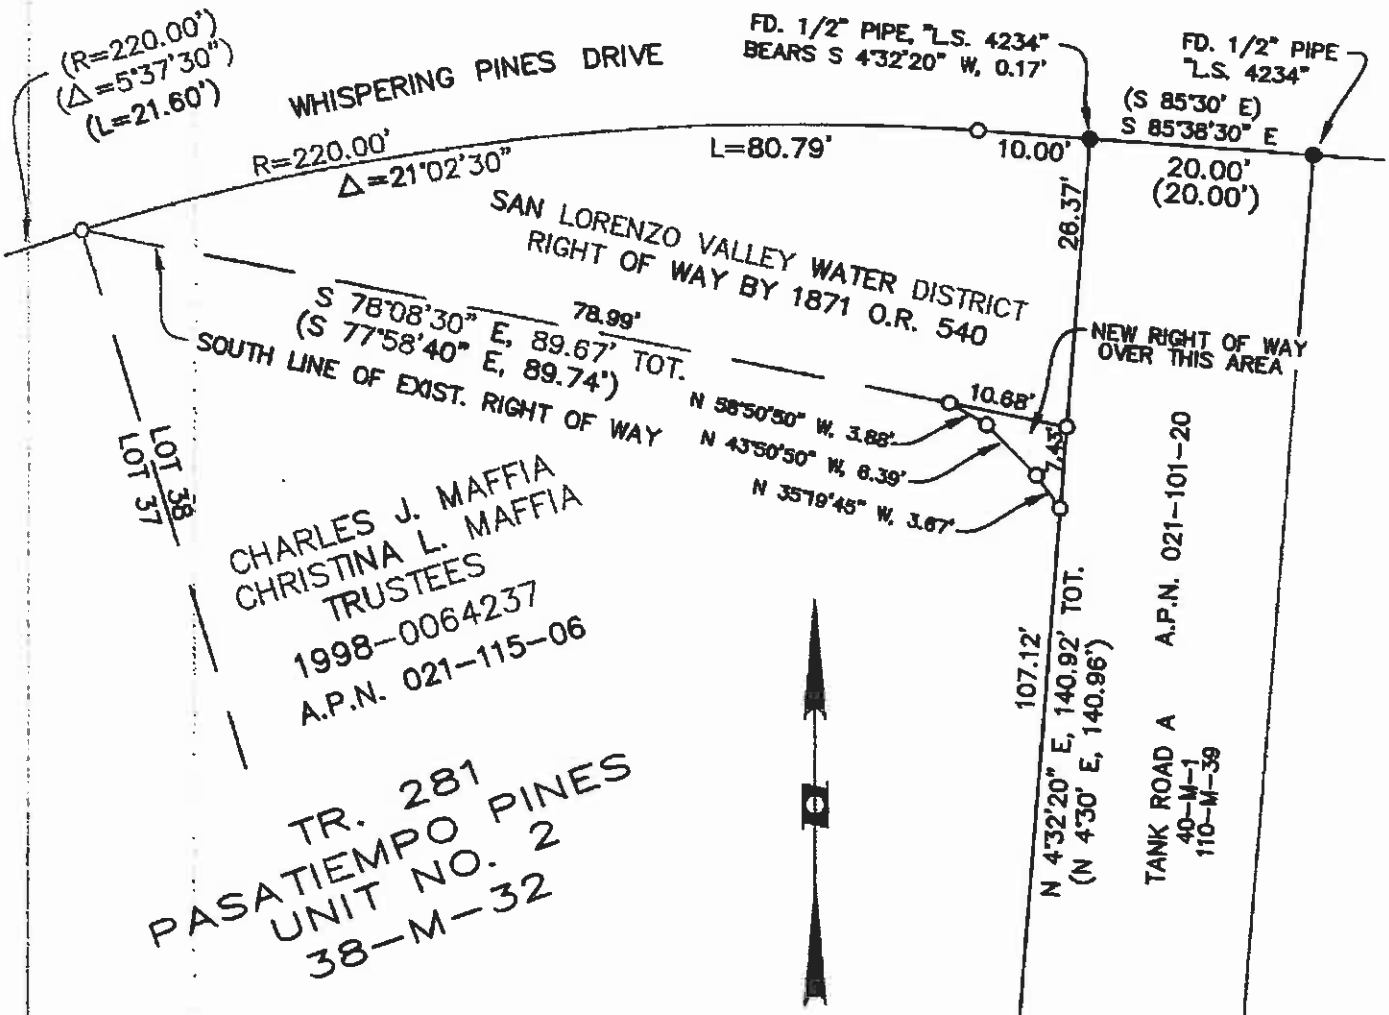 (R=220.00')
(Δ=5°37'30")
(L=21.60')
WHISPERING PINES DRIVE
FD. 1/2" PIPE, "L.S. 4234"
BEARS S 4°32'20" W, 0.17'
FD. 1/2" PIPE
"L.S. 4234"
(S 85°30' E)
S 85°38'30" E
R=220.00'
Δ=21°02'30"
L=80.79'
10.00'
20.00'
(20.00')
26.37'
SAN LORENZO VALLEY WATER DISTRICT
RIGHT OF WAY BY 1871 O.R. 540
78.99'
S 78°08'30" E, 89.67' TOT.
(S 77°58'40" E, 89.74')
SOUTH LINE OF EXIST. RIGHT OF WAY
NEW RIGHT OF WAY
OVER THIS AREA
10.68'
N 58°50'50" W, 3.88'
N 43°50'50" W, 6.39'
N 35°19'45" W, 3.67'
7.43'
LOT 38
LOT 37
CHARLES J. MAFFIA
CHRISTINA L. MAFFIA
TRUSTEES
1998-0064237
A.P.N. 021-115-06
TR. 281
PASATIEMPO PINES
UNIT NO. 2
38-M-32
107.12'
N 4°32'20" E, 140.92' TOT.
(N 4°30' E, 140.96')
TANK ROAD A A.P.N. 021-101-20
40-M-1
110-M-39